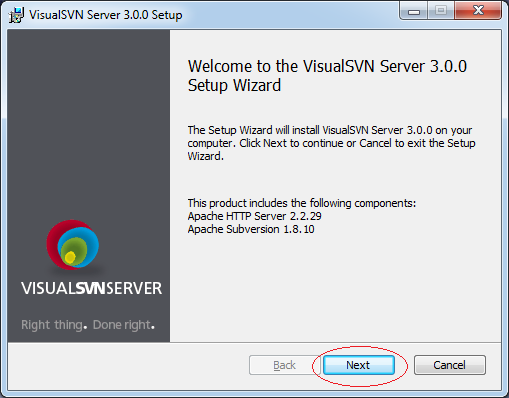 VisualSVN Server 3.0.0 Setup
Welcome to the VisualSVN Server 3.0.0
Setup Wizard
The Setup Wizard will install VisualSVN Server 3.0.0 on your
computer. Click Next to continue or Cancel to exit the Setup
Wizard.
This product includes the following components:
Apache HTTP Server 2.2.29
Apache Subversion 1.8.10
VISUALSVNSERVER
Right thing. Done right.
Back
Next
Cancel